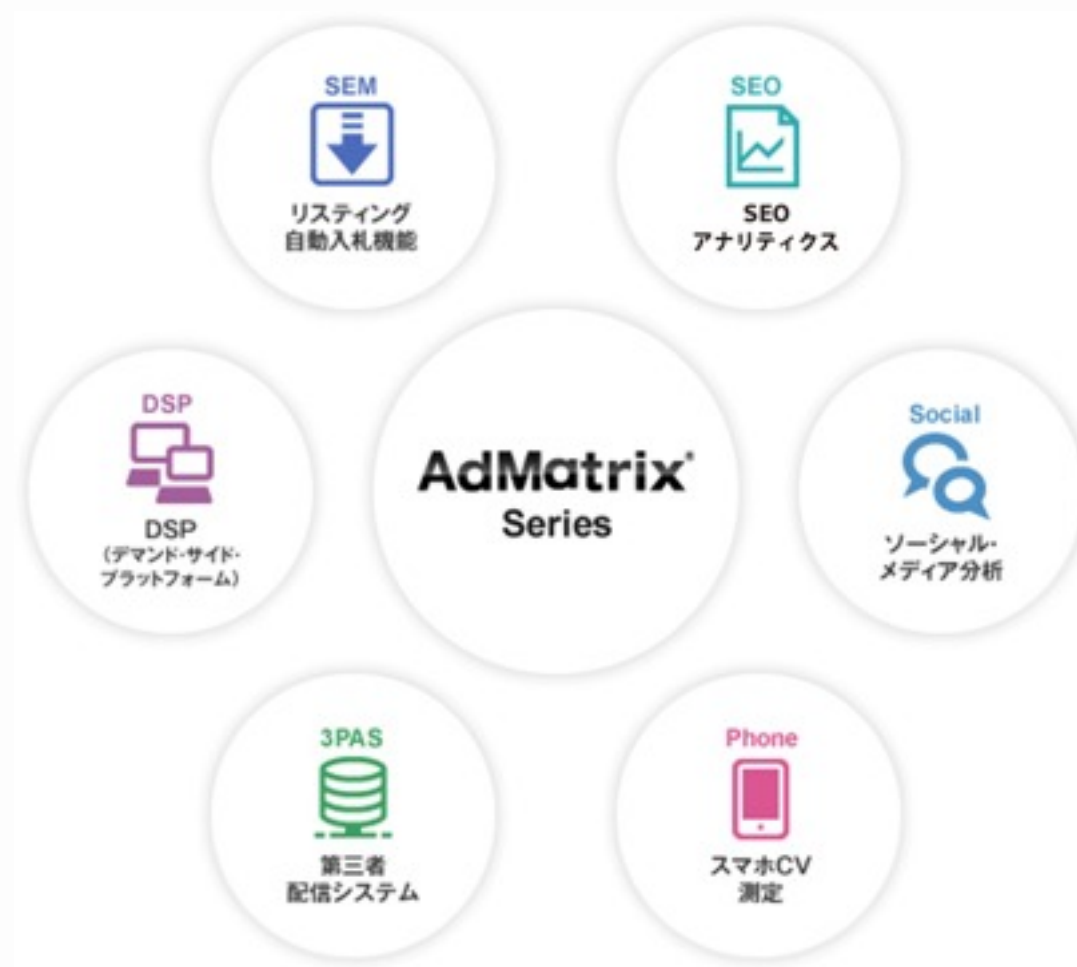 SEM
リスティング
自動入札機能
SEO
SEO
アナリティクス
DSP
DSP
(デマンド・サイド・
プラットフォーム)
AdMatrix®
Series
Social
ソーシャル・
メディア分析
3PAS
第三者
配信システム
Phone
スマホCV
測定